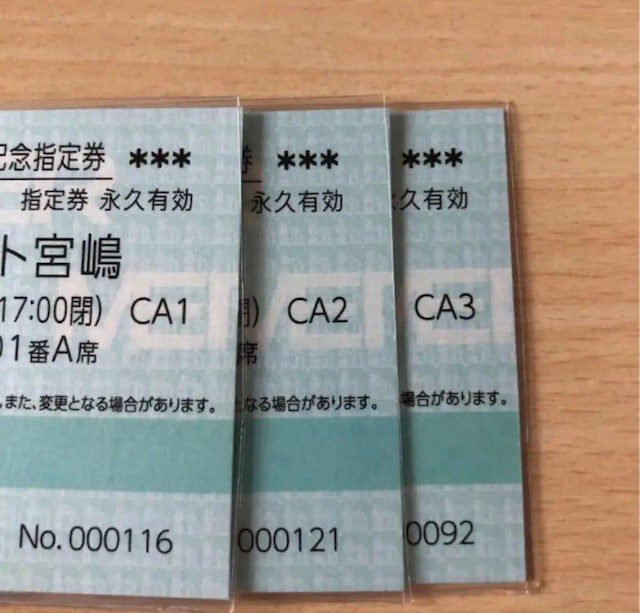 記念指定券 ***
指定券 永久有効
ト宮嶋
17:00閉) CA1
01番A席
また、変更となる場合があります。
No.000116
券 ***
永久有効
閉) CA2
席
となる場合があります。
000121
***
久有効
CA3
場合があります。
0092